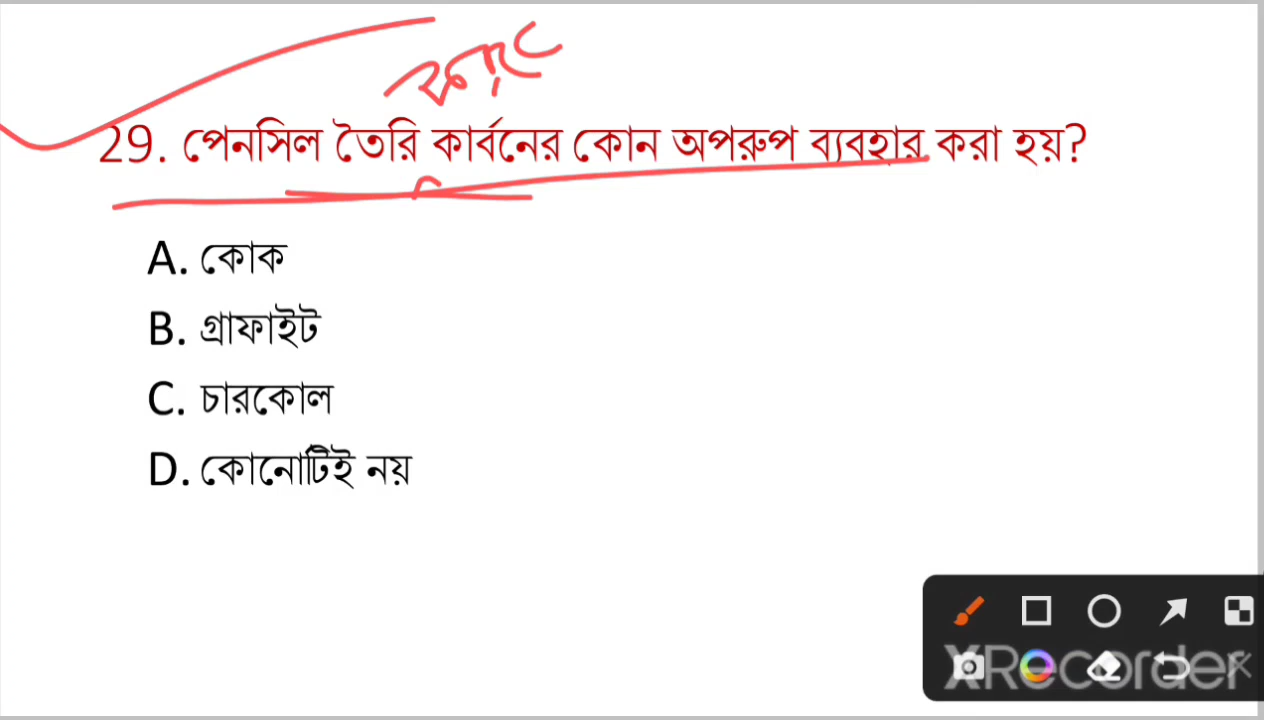 29. পেনসিল তৈরি কার্বনের কোন অপরুপ ব্যবহার করা হয়?
A. কোক
B. গ্রাফাইট
C. চারকোল
D. কোনোটিই নয়
XRecorder